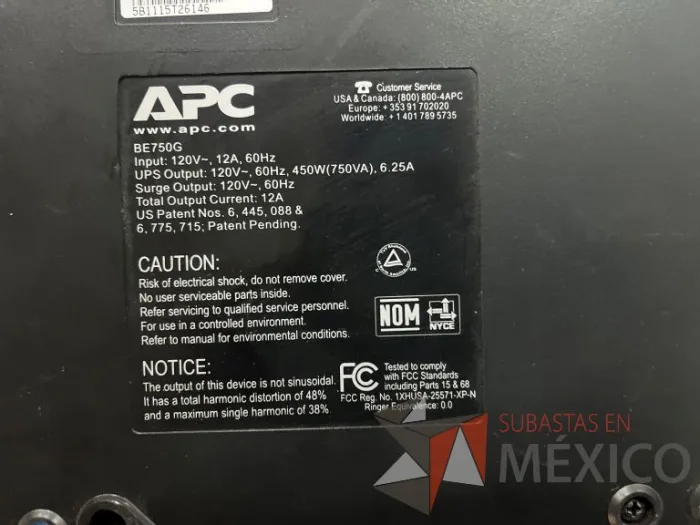 5B1115T26146
APC
www.apc.com
Customer Service
USA & Canada: (800) 800-4APC
Europe: +353 91 702020
Worldwide: +1 401 789 5735
BE750G
Input: 120V~, 12A, 60Hz
UPS Output: 120V~, 60Hz, 450W(750VA), 6.25A
Surge Output: 120V~, 60Hz
Total Output Current: 12A
US Patent Nos. 6, 445, 088 &
6, 775, 715; Patent Pending.
CAUTION:
Risk of electrical shock, do not remove cover.
No user serviceable parts inside.
Refer servicing to qualified service personnel.
For use in a controlled environment.
Refer to manual for environmental conditions.
US
NOM
NYCE
NOTICE:
The output of this device is not sinusoidal.
It has a total harmonic distortion of 48%
and a maximum single harmonic of 38%.
FC
Tested to comply
with FCC Standards
including Parts 15 & 68
FCC Reg. No. 1XHUSA-25571-XP-N
Ringer Equivalence: 0.0
SUBASTAS EN
MÉXICO